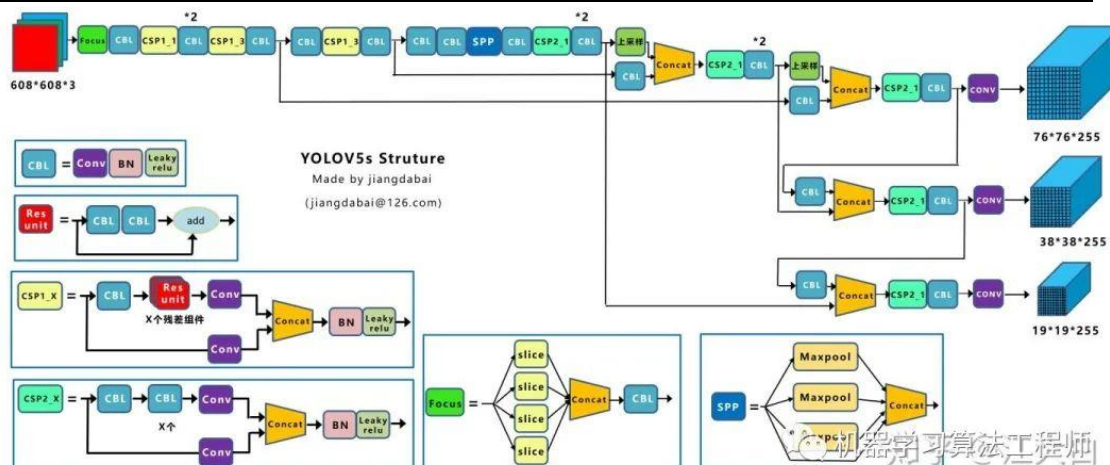 *2
*2
*2
Focus CBL CSP1_1 CBL CSP1_3 CBL CBL CSP1_3 CBL CBL CBL SPP CBL CSP2_1 CBL 上采样
CBL Concat CSP2_1 CBL 上采样
CBL Concat CSP2_1 CBL CONV
608*608*3
76*76*255
YOLOV5s Struture
Made by jiangdabai
(jiangdabai@126.com)
CBL = Conv BN Leaky relu
Res unit = CBL CBL add
CBL Concat CSP2_1 CBL CONV
38*38*255
CSP1_X = CBL Res unit Conv
X个残差组件
Concat BN Leaky relu
Conv
CBL Concat CSP2_1 CBL CONV
19*19*255
CSP2_X = CBL CBL Conv
X个
Concat BN Leaky relu
Conv
Focus = slice
slice
slice
slice
Concat CBL
SPP = Maxpool
Maxpool
Concat
机器学习算法工程师